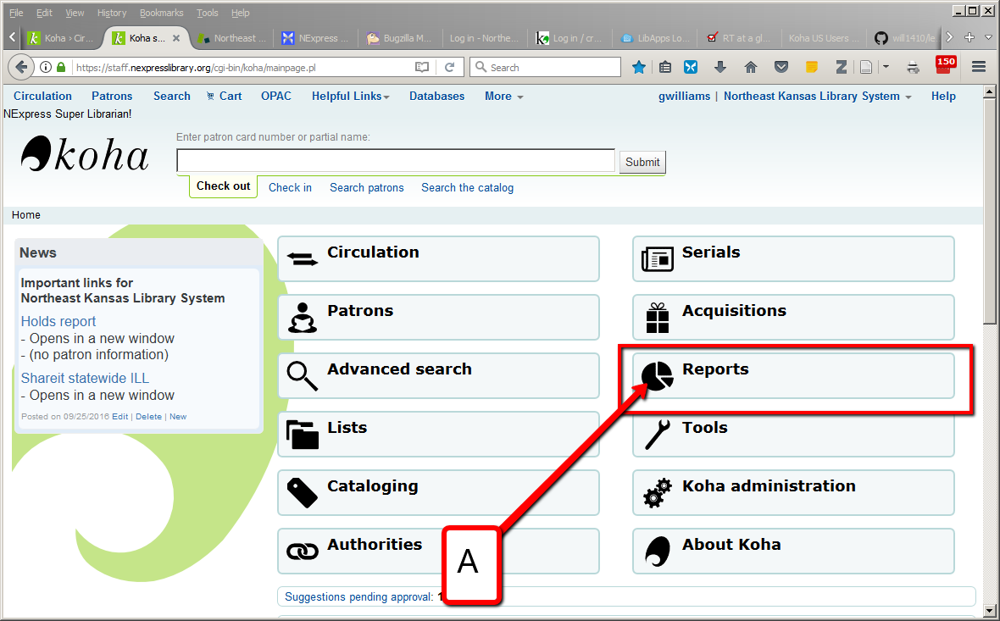 File Edit View History Bookmarks Tools Help
Koha › Cir...
Koha s...
Northeast ...
NExpress ...
Bugzilla M...
Log in - Northe...
Log in / cr...
LibApps Lo...
RT at a gl...
Koha US Users ...
will1410/le
https://staff.nexpresslibrary.org/cgi-bin/koha/mainpage.pl
Search
150
Circulation Patrons Search Cart OPAC Helpful Links Databases More gwilliams | Northeast Kansas Library System Help
NExpress Super Librarian!
koha
Enter patron card number or partial name:
Submit
Check out Check in Search patrons Search the catalog
Home
News
Important links for
Northeast Kansas Library System
Holds report
- Opens in a new window
- (no patron information)
Shareit statewide ILL
- Opens in a new window
Posted on 09/25/2016 Edit | Delete | New
Circulation
Serials
Patrons
Acquisitions
Advanced search
Reports
Lists
Tools
Cataloging
Koha administration
Authorities
About Koha
A
Suggestions pending approval: